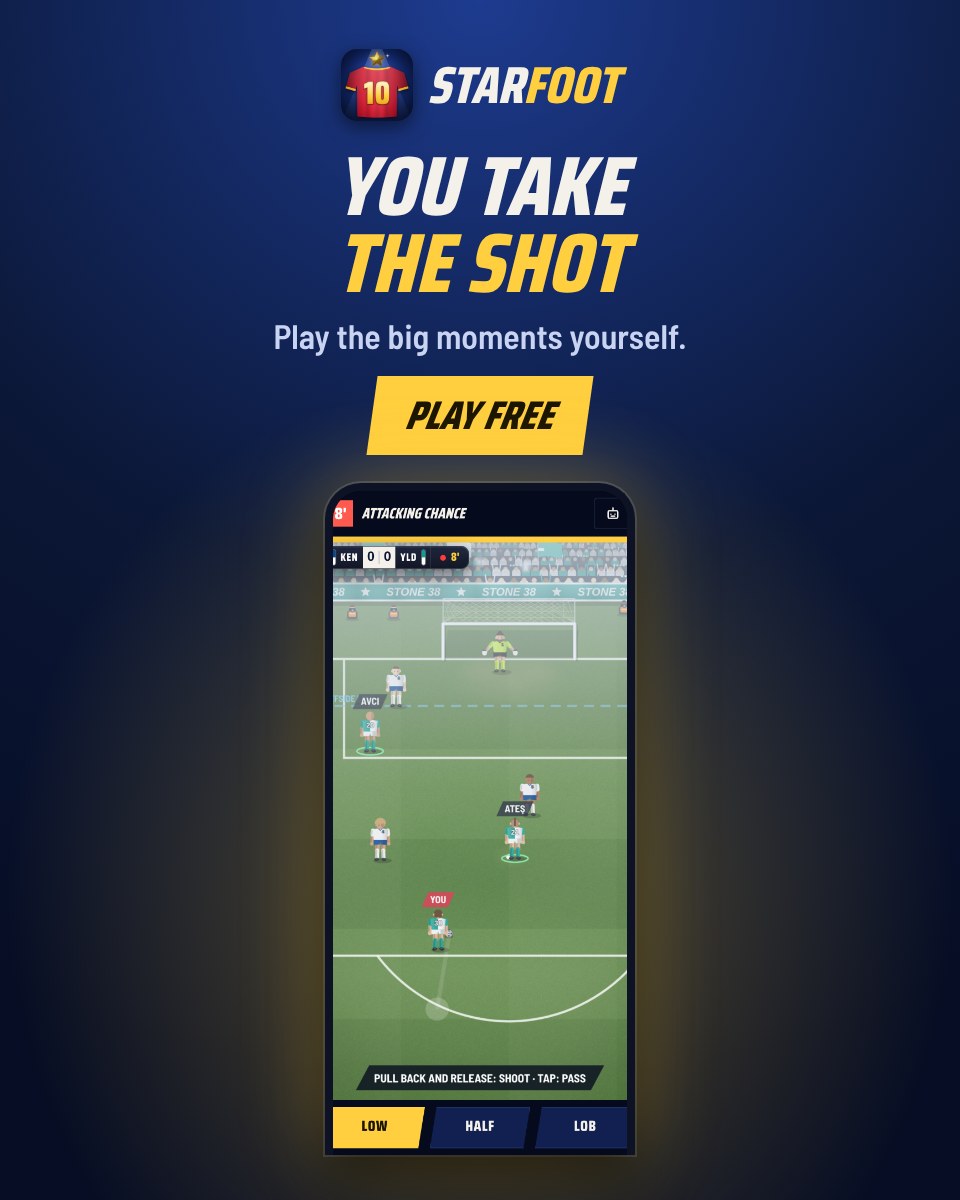 10
STARFOOT
YOU TAKE
THE SHOT
Play the big moments yourself.
PLAY FREE
8' ATTACKING CHANCE
KEN 0 0 YLD 8'
38 ★ STONE 38 ★ STONE 38 ★ STONE 38
AVCI
ATEŞ
YOU
PULL BACK AND RELEASE: SHOOT · TAP: PASS
LOW HALF LOB